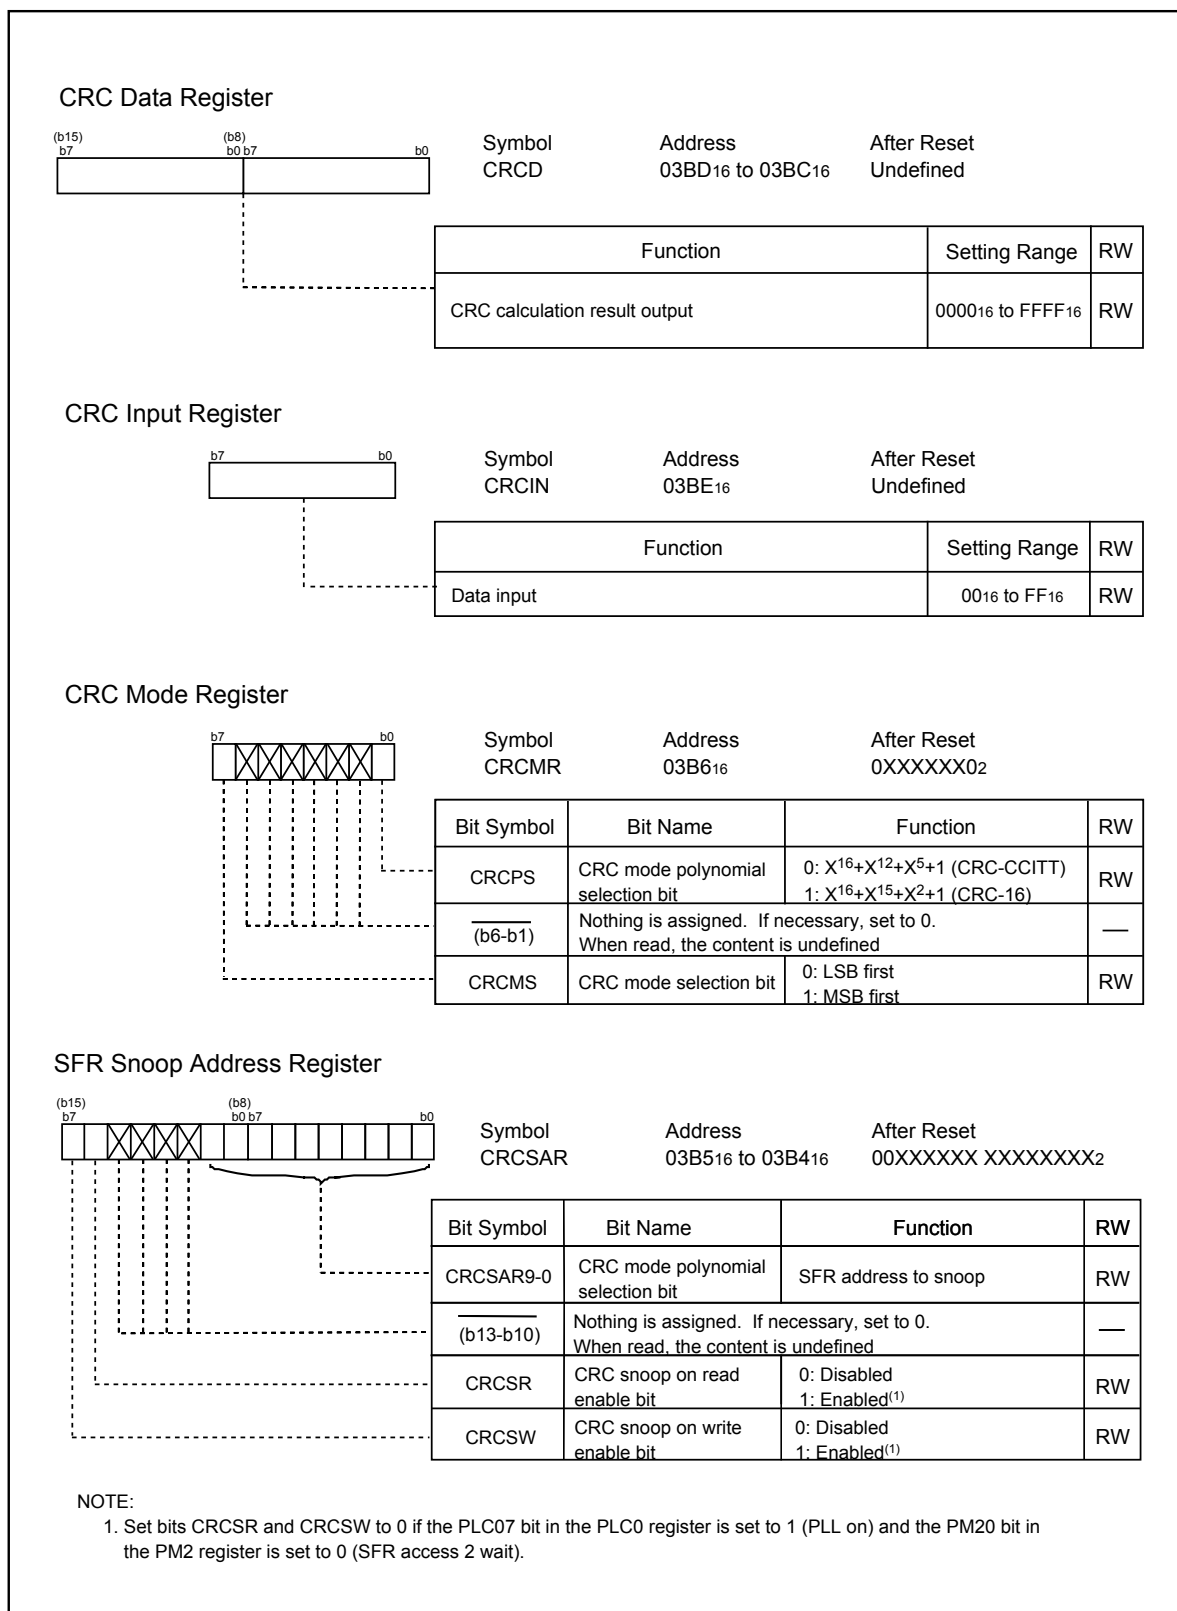 CRC Data Register
(b15) (b8)
b7 b0 b7 b0
Symbol Address After Reset
CRCD 03BD16 to 03BC16 Undefined
Function Setting Range RW
CRC calculation result output 000016 to FFFF16 RW
CRC Input Register
b7 b0
Symbol Address After Reset
CRCIN 03BE16 Undefined
Function Setting Range RW
Data input 0016 to FF16 RW
CRC Mode Register
b7 b0
Symbol Address After Reset
CRCMR 03B616 0XXXXXX02
Bit Symbol Bit Name Function RW
CRCPS CRC mode polynomial selection bit 0: X16+X12+X5+1 (CRC-CCITT) RW
1: X16+X15+X2+1 (CRC-16)
(b6-b1) Nothing is assigned. If necessary, set to 0. —
When read, the content is undefined
CRCMS CRC mode selection bit 0: LSB first RW
1: MSB first
SFR Snoop Address Register
(b15) (b8)
b7 b0 b7 b0
Symbol Address After Reset
CRCSAR 03B516 to 03B416 00XXXXXX XXXXXXXX2
Bit Symbol Bit Name Function RW
CRCSAR9-0 CRC mode polynomial selection bit SFR address to snoop RW
(b13-b10) Nothing is assigned. If necessary, set to 0. —
When read, the content is undefined
CRCSR CRC snoop on read enable bit 0: Disabled RW
1: Enabled(1)
CRCSW CRC snoop on write enable bit 0: Disabled RW
1: Enabled(1)
NOTE:
1. Set bits CRCSR and CRCSW to 0 if the PLC07 bit in the PLC0 register is set to 1 (PLL on) and the PM20 bit in
the PM2 register is set to 0 (SFR access 2 wait).